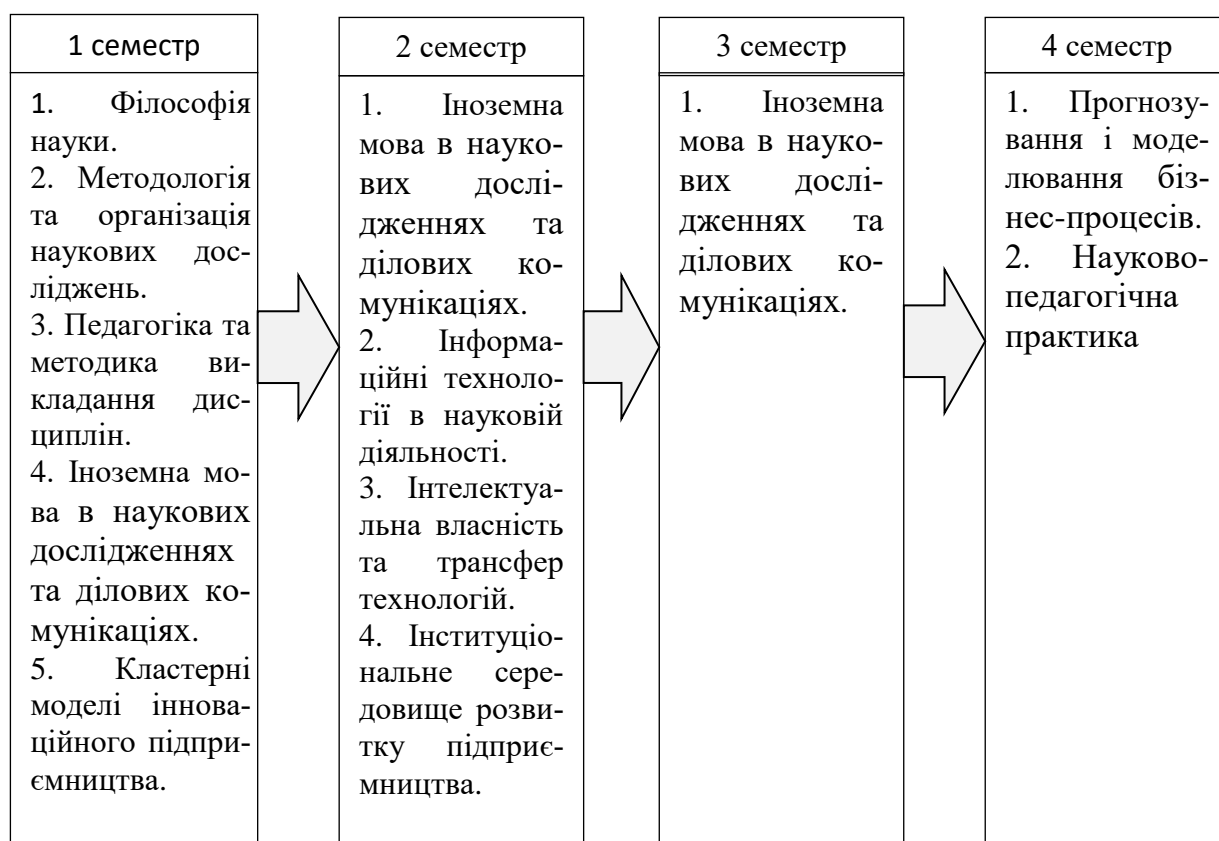 1 семестр
1. Філософія
науки.
2. Методологія
та організація
наукових дос-
ліджень.
3. Педагогіка та
методика ви-
кладання дис-
циплін.
4. Іноземна мо-
ва в наукових
дослідженнях
та ділових ко-
мунікаціях.
5. Кластерні
моделі іннова-
ційного підпри-
ємництва.
2 семестр
1. Іноземна
мова в науко-
вих дослі-
дженнях та
ділових ко-
мунікаціях.
2. Інформа-
ційні техноло-
гії в науковій
діяльності.
3. Інтелектуа-
льна власність
та трансфер
технологій.
4. Інституціо-
нальне сере-
довище розви-
тку підприє-
мництва.
3 семестр
1. Іноземна
мова в науко-
вих дослі-
дженнях та
ділових ко-
мунікаціях.
4 семестр
1. Прогнозу-
вання і моде-
лювання біз-
нес-процесів.
2. Науково-
педагогічна
практика